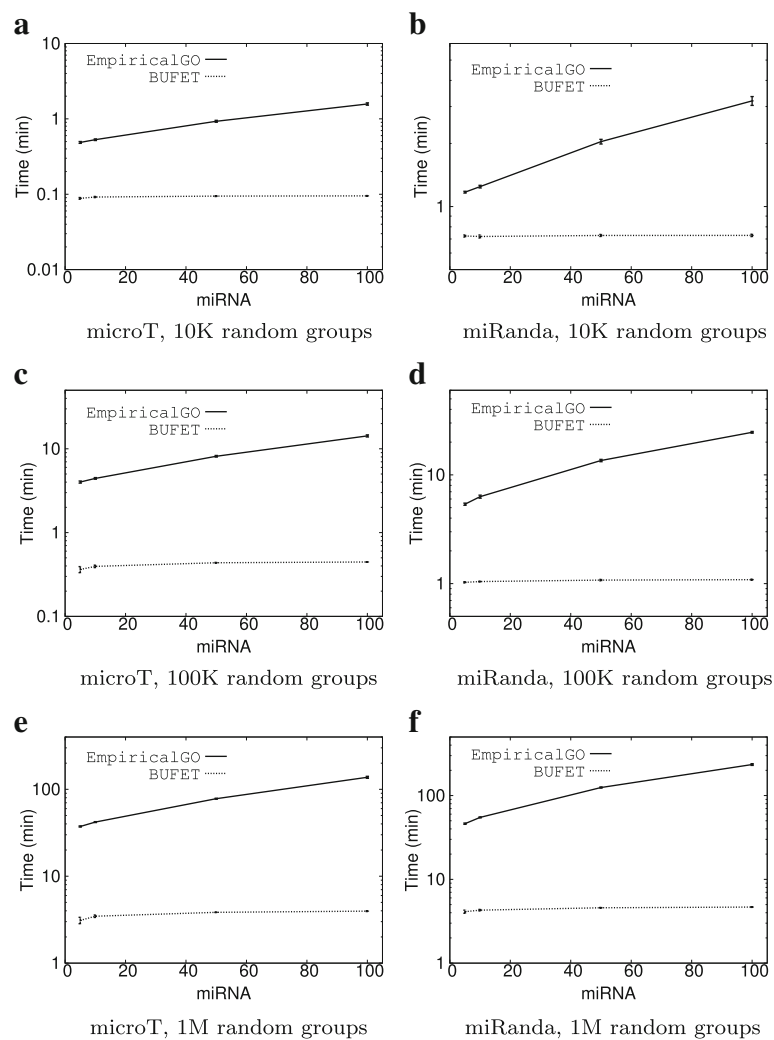 a
10
1
0.1
0.01
Time (min)
EmpiricalGO
BUFET
0 20 40 60 80 100
miRNA
microT, 10K random groups
b
1
Time (min)
EmpiricalGO
BUFET
0 20 40 60 80 100
miRNA
miRanda, 10K random groups
c
10
1
0.1
Time (min)
EmpiricalGO
BUFET
0 20 40 60 80 100
miRNA
microT, 100K random groups
d
10
1
Time (min)
EmpiricalGO
BUFET
0 20 40 60 80 100
miRNA
miRanda, 100K random groups
e
100
10
1
Time (min)
EmpiricalGO
BUFET
0 20 40 60 80 100
miRNA
microT, 1M random groups
f
100
10
1
Time (min)
EmpiricalGO
BUFET
0 20 40 60 80 100
miRNA
miRanda, 1M random groups